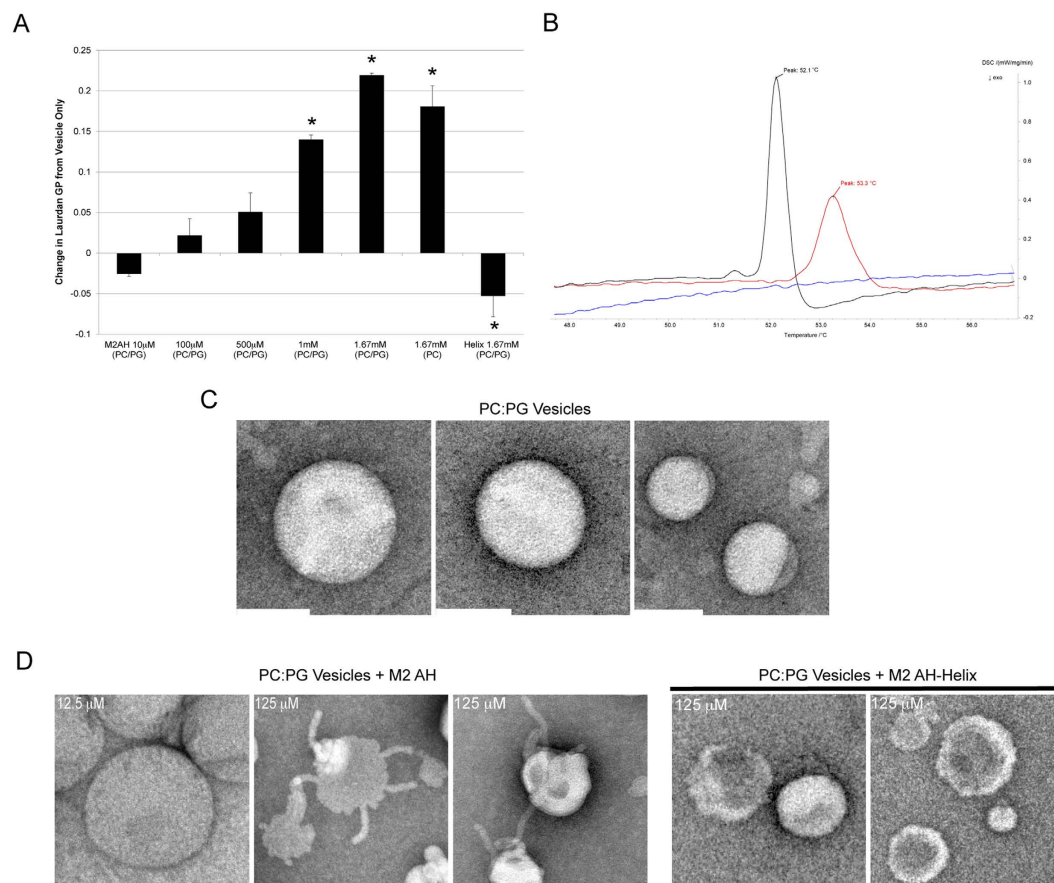 A
Change in Laurdan GP from Vesicle Only
0.25
0.2
0.15
0.1
0.05
0
-0.05
-0.1
*
*
*
*
M2AH 10µM
(PC/PG)
100µM
(PC/PG)
500µM
(PC/PG)
1mM
(PC/PG)
1.67mM
(PC/PG)
1.67mM
(PC)
Helix 1.67mM
(PC/PG)
B
Peak: 52.1 °C
Peak: 53.3 °C
DSC /(mW/mg/min)
↓ exo
1.0
0.8
0.6
0.4
0.2
0
-0.2
48.0
49.0
50.0
51.0
52.0
53.0
54.0
55.0
56.0
Temperature /°C
C
PC:PG Vesicles
D
PC:PG Vesicles + M2 AH
12.5 µM
125 µM
125 µM
PC:PG Vesicles + M2 AH-Helix
125 µM
125 µM